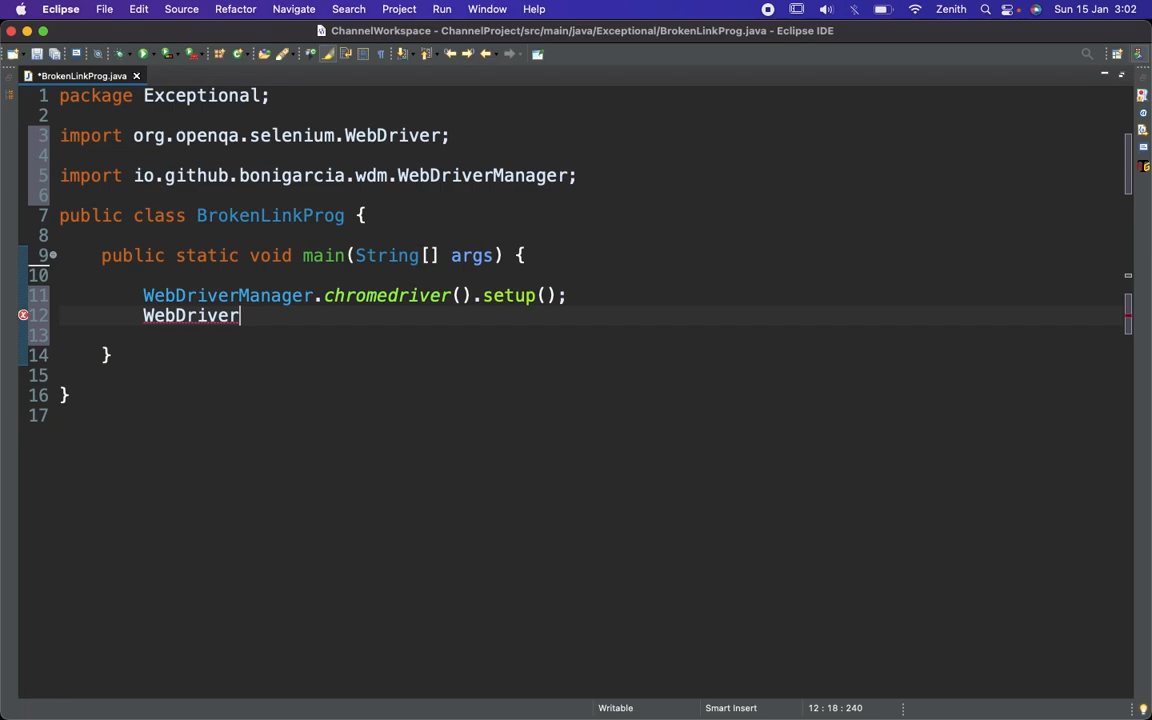 Eclipse File Edit Source Refactor Navigate Search Project Run Window Help Zenith Sun 15 Jan 3:02
ChannelWorkspace - ChannelProject/src/main/java/Exceptional/BrokenLinkProg.java - Eclipse IDE
*BrokenLinkProg.java
1 package Exceptional;
2
3 import org.openqa.selenium.WebDriver;
4
5 import io.github.bonigarcia.wdm.WebDriverManager;
6
7 public class BrokenLinkProg {
8
9 public static void main(String[] args) {
10
11 WebDriverManager.chromedriver().setup();
12 WebDriver
13
14 }
15
16 }
17
Writable Smart Insert 12 : 18 : 240